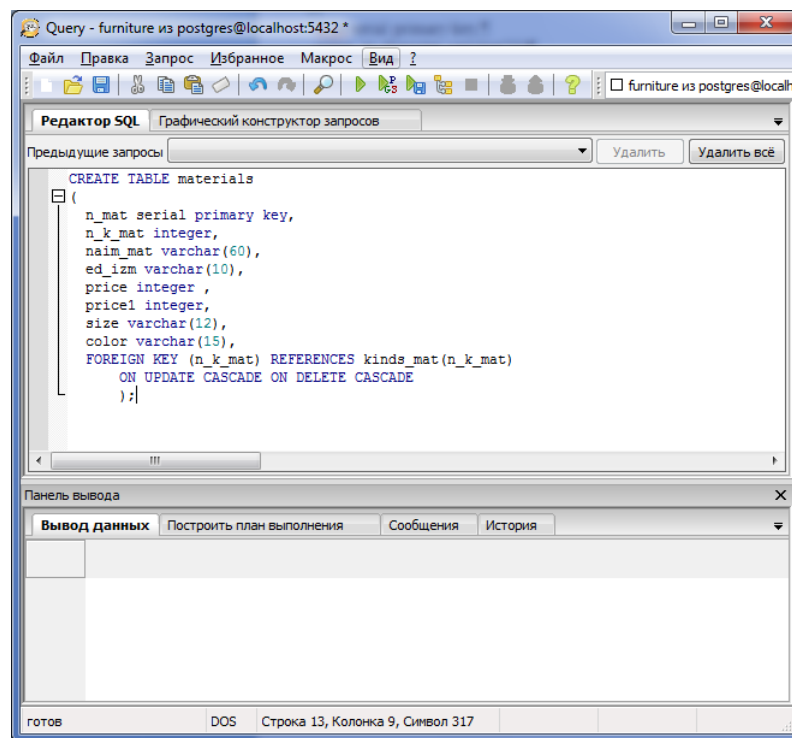 Query - furniture из postgres@localhost:5432 *
Файл Правка Запрос Избранное Макрос Вид ?
furniture из postgres@localh
Редактор SQL Графический конструктор запросов
Предыдущие запросы Удалить Удалить всё
CREATE TABLE materials
(
n_mat serial primary key,
n_k_mat integer,
naim_mat varchar(60),
ed_izm varchar(10),
price integer ,
price1 integer,
size varchar(12),
color varchar(15),
FOREIGN KEY (n_k_mat) REFERENCES kinds_mat(n_k_mat)
ON UPDATE CASCADE ON DELETE CASCADE
);
Панель вывода
Вывод данных Построить план выполнения Сообщения История
готов DOS Строка 13, Колонка 9, Символ 317